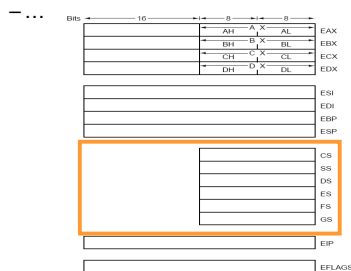 –...
Bits 16 8 8
AH A X AL EAX
BH B X BL EBX
CH C X CL ECX
DH D X DL EDX
ESI
EDI
EBP
ESP
CS
SS
DS
ES
FS
GS
EIP
EFLAGS